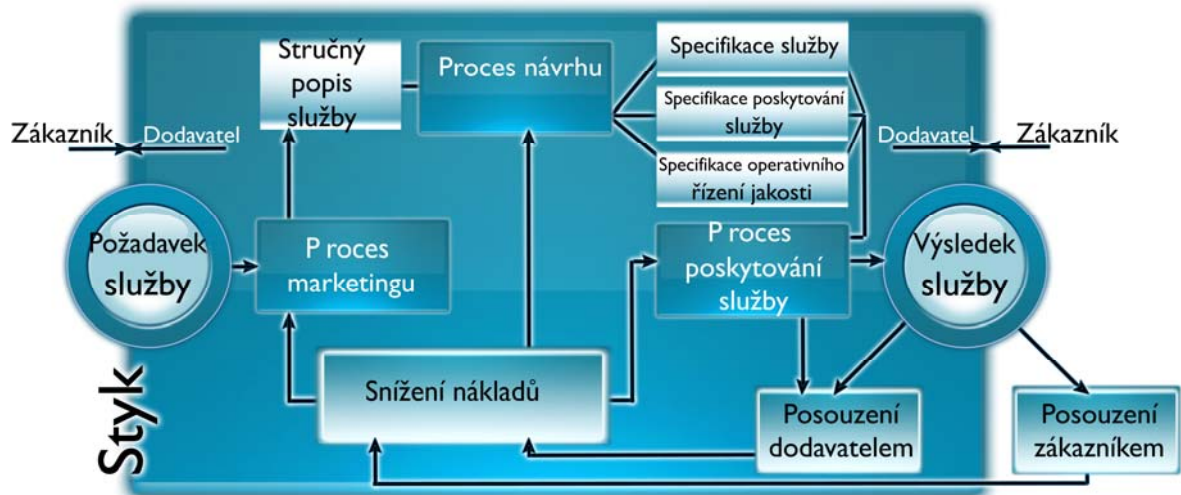 Stručný
popis
služby
Proces návrhu
Specifikace služby
Specifikace poskytování
služby
Specifikace operativního
řízení jakosti
Zákazník
Dodavatel
Dodavatel
Zákazník
Požadavek
služby
P roces
marketingu
P roces
poskytování
služby
Výsledek
služby
Snížení nákladů
Posouzení
dodavatelem
Posouzení
zákazníkem
Styk